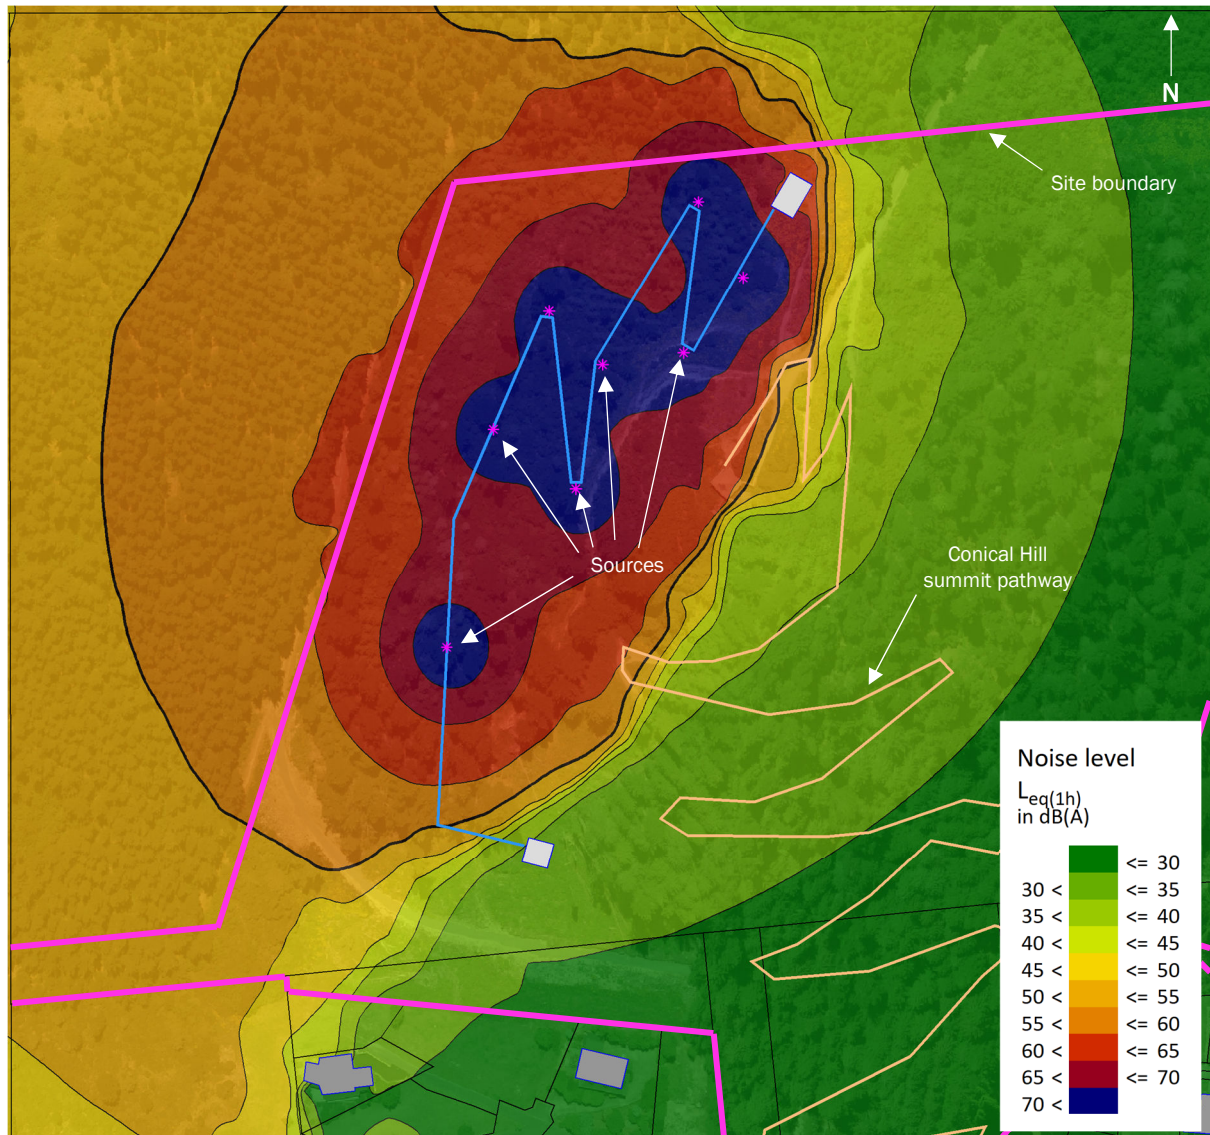 N
Site boundary
Conical Hill
summit pathway
Sources
Noise level
Leq(1h)
in dB(A)
<= 30
30 < <= 35
35 < <= 40
40 < <= 45
45 < <= 50
50 < <= 55
55 < <= 60
60 < <= 65
65 < <= 70
70 <